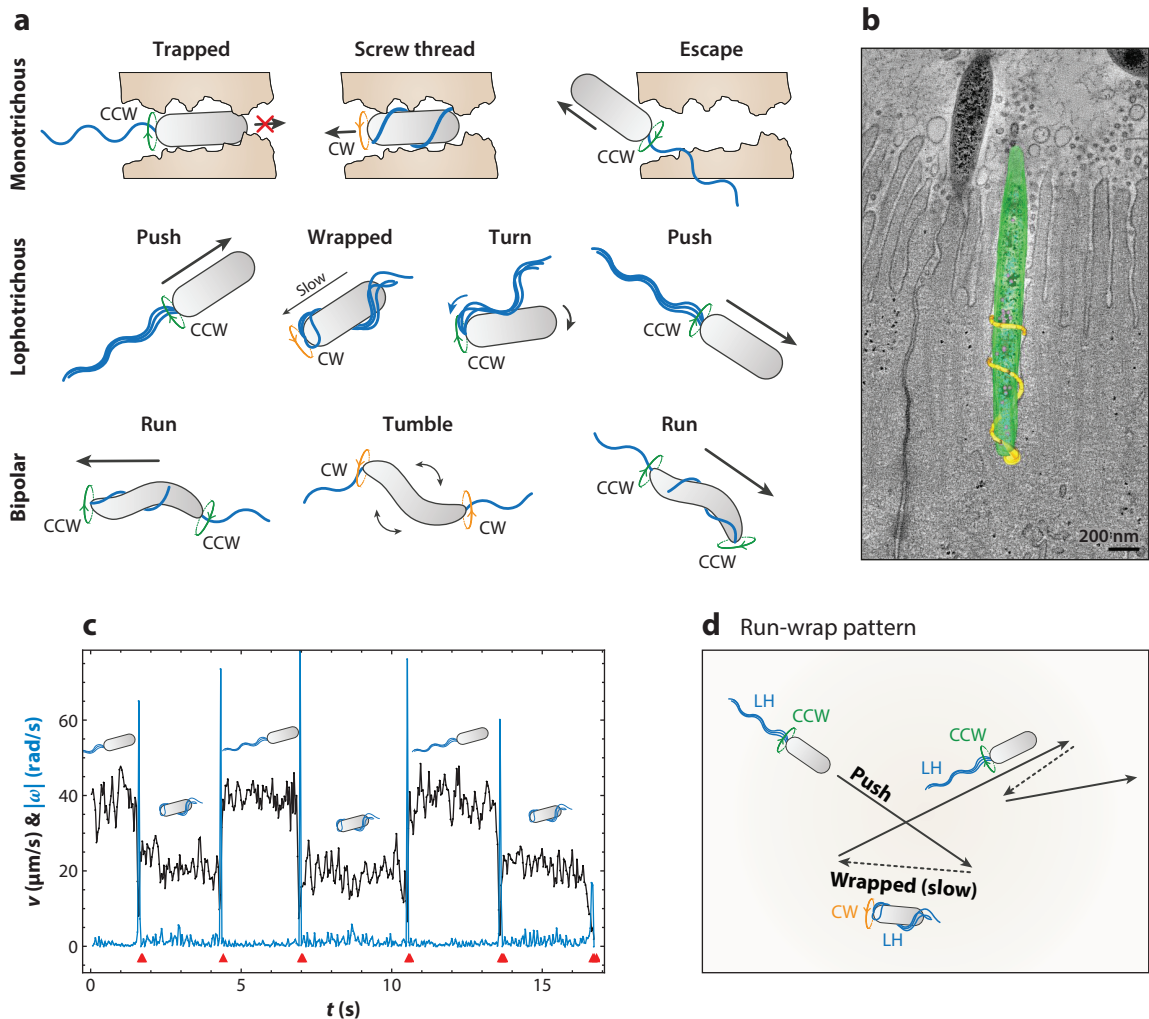 a
Trapped
Screw thread
Escape
Monotrichous
CCW
CW
CCW
Push
Wrapped
Turn
Push
Lophotrichous
CCW
Slow
CW
CCW
CCW
Run
Tumble
Run
Bipolar
CCW
CCW
CW
CW
CCW
CCW
b
200 nm
c
v (μm/s) & |ω| (rad/s)
60
40
20
0
0
5
10
15
t (s)
d Run-wrap pattern
LH
CCW
Push
CCW
LH
Wrapped (slow)
CW
LH